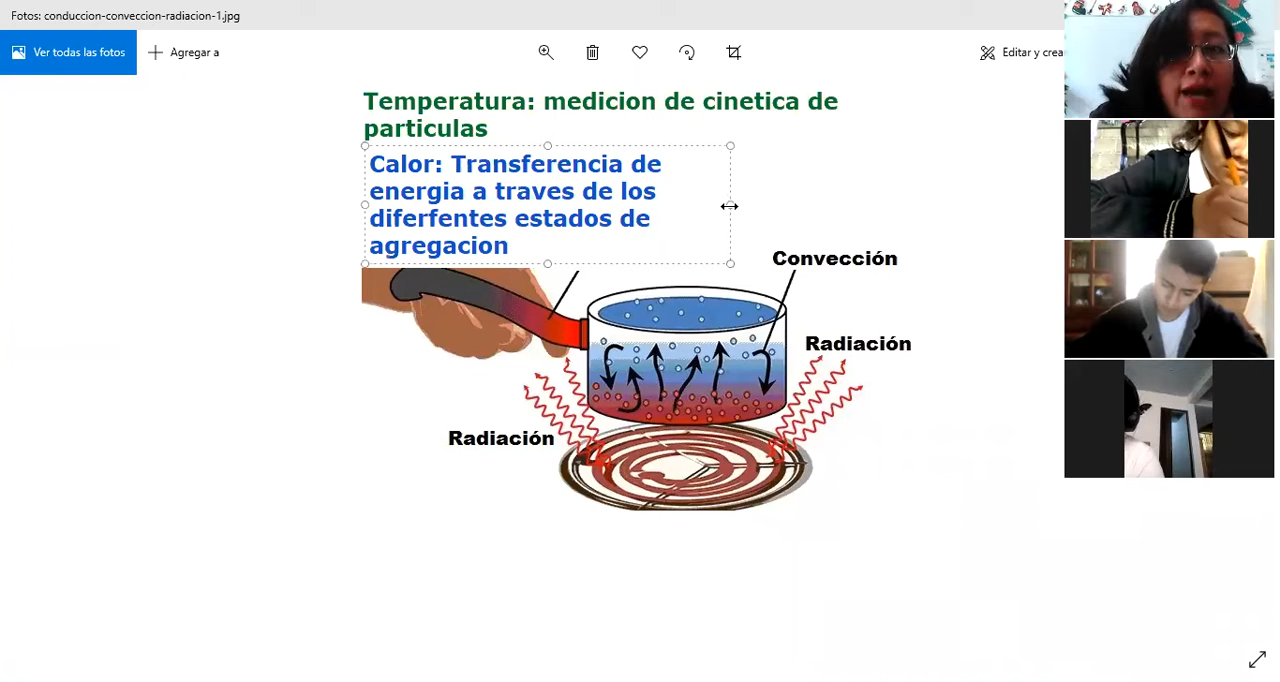 Fotos: conduccion-conveccion-radiacion-1.jpg
Ver todas las fotos
Agregar a
Editar y crea
Temperatura: medicion de cinetica de
particulas
Calor: Transferencia de
energia a traves de los
diferfentes estados de
agregacion
Convección
Radiación
Radiación